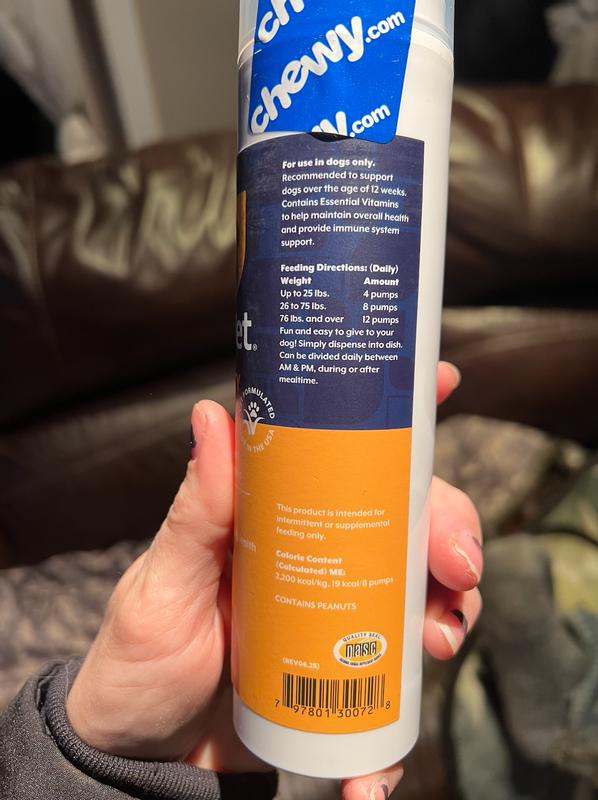 ch
chewy.com
w.com
For use in dogs only.
Recommended to support
dogs over the age of 12 weeks.
Contains Essential Vitamins
to help maintain overall health
and provide immune system
support.
Feeding Directions: (Daily)
Weight Amount
Up to 25 lbs. 4 pumps
26 to 75 lbs. 8 pumps
76 lbs. and over 12 pumps
Fun and easy to give to your
dog! Simply dispense into dish.
Can be divided daily between
AM & PM, during or after
mealtime.
et®
FORMULATED
IN THE USA
This product is intended for
intermittent or supplemental
feeding only.
Calorie Content
(Calculated) ME:
2,200 kcal/kg, 19 kcal/8 pumps
CONTAINS PEANUTS
QUALITY SEAL
nasc
(REV06.25)
7 97801 30072 8